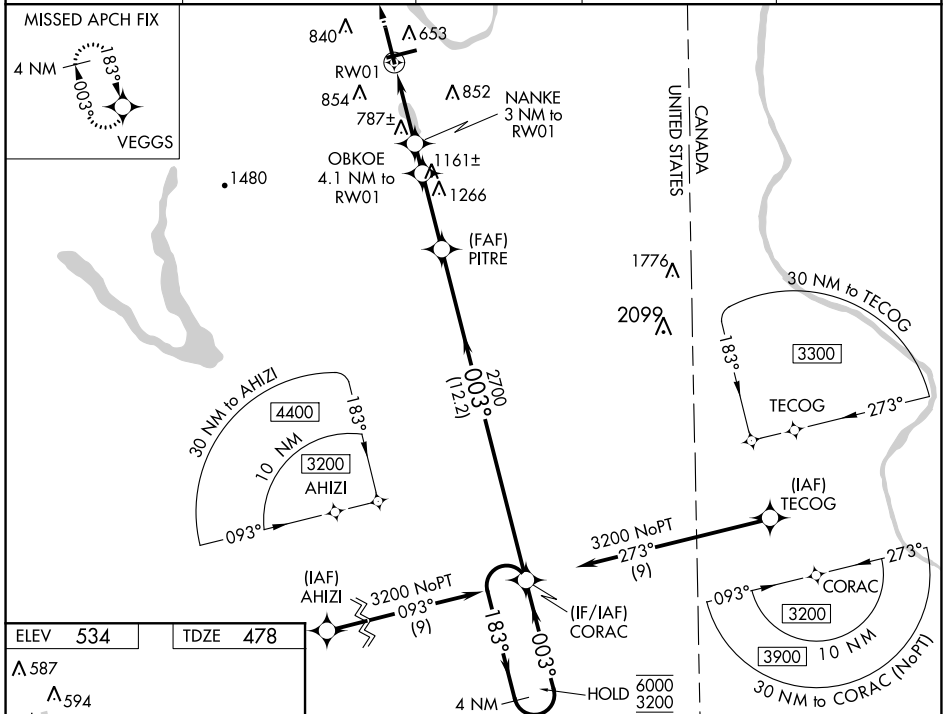 MISSED APCH FIX
4 NM
183°
003°
VEGGS
840
653
RW01
854
852
NANKE
3 NM to
RW01
787±
OBKOE
4.1 NM to
RW01
1161±
1266
1480
CANADA
UNITED STATES
(FAF)
PITRE
1776
2099
30 NM to TECOG
183°
3300
TECOG
273°
2700
003°
(12.2)
30 NM to AHIZI
4400
183°
10 NM
3200
AHIZI
093°
(IAF)
TECOG
3200 NoPT
273°
(9)
(IAF)
AHIZI
3200 NoPT
093°
(9)
(IF/IAF)
CORAC
183°
003°
4 NM
HOLD
6000
3200
093°
273°
CORAC
3200
10 NM
3900
30 NM to CORAC (NoPT)
ELEV 534
TDZE 478
587
594